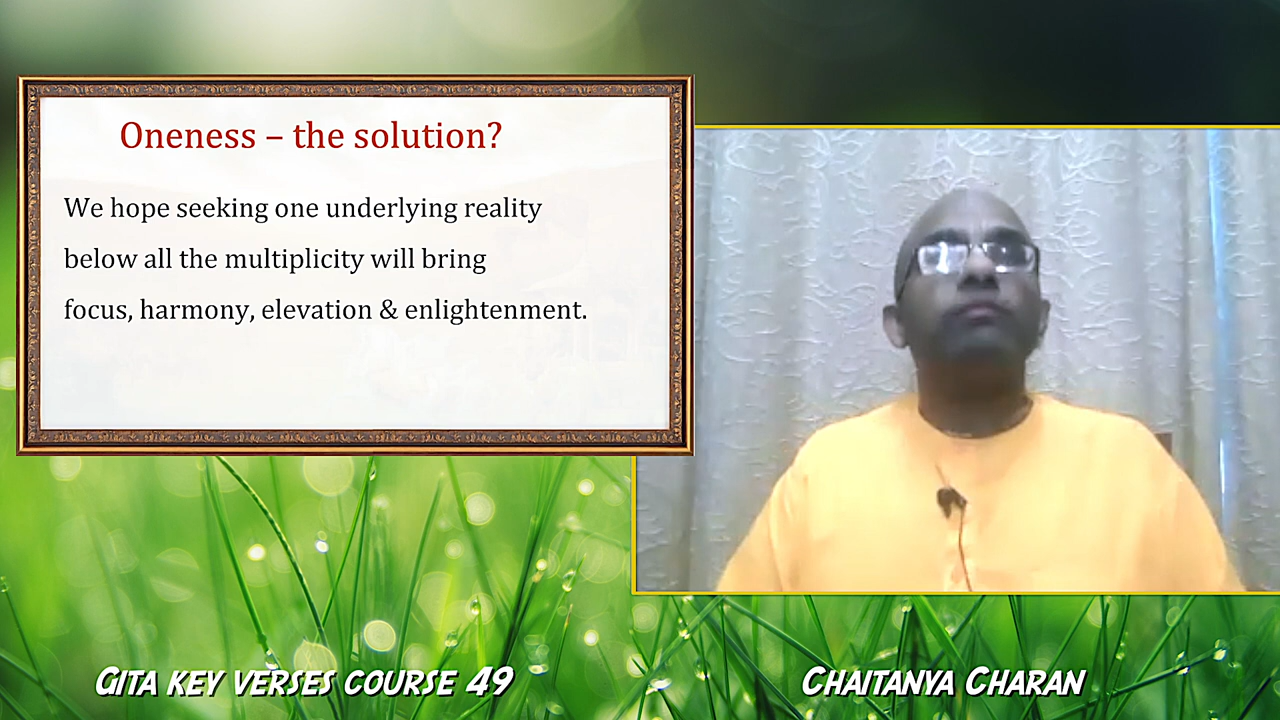 Oneness – the solution?
We hope seeking one underlying reality
below all the multiplicity will bring
focus, harmony, elevation & enlightenment.
GITA KEY VERSES COURSE 49
CHAITANYA CHARAN